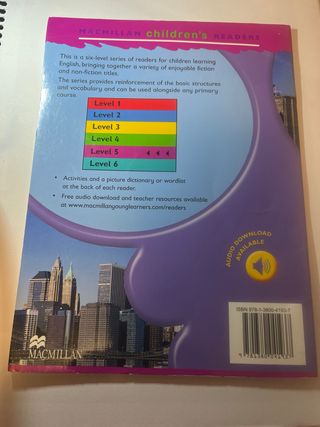 MACMILLAN children's READERS
This is a six-level series of readers for children learning
English, bringing together a variety of enjoyable fiction
and non-fiction titles.
The series provides reinforcement of the basic structures
and vocabulary and can be used alongside any primary
course.
Level 1
Level 2
Level 3
Level 4
Level 5
Level 6
• Activities and a picture dictionary or wordlist
at the back of each reader.
• Free audio download and teacher resources available
at www.macmillanyounglearners.com/readers
AUDIO DOWNLOAD
AVAILABLE
MACMILLAN